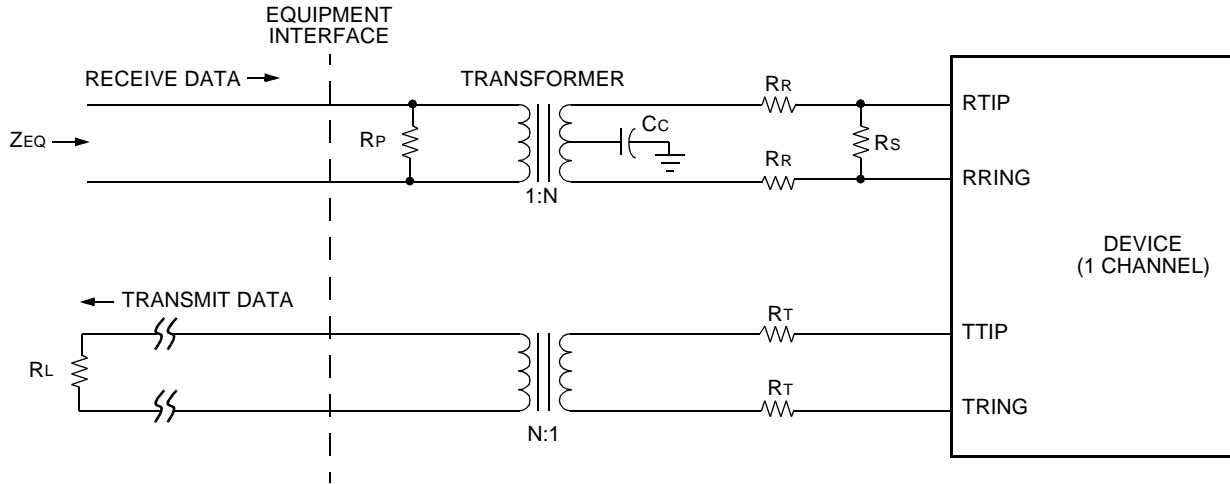 EQUIPMENT
INTERFACE
RECEIVE DATA
TRANSFORMER
RR
RTIP
ZEQ
RP
CC
RS
RR
RRING
1:N
DEVICE
(1 CHANNEL)
TRANSMIT DATA
RT
TTIP
RL
RT
TRING
N:1